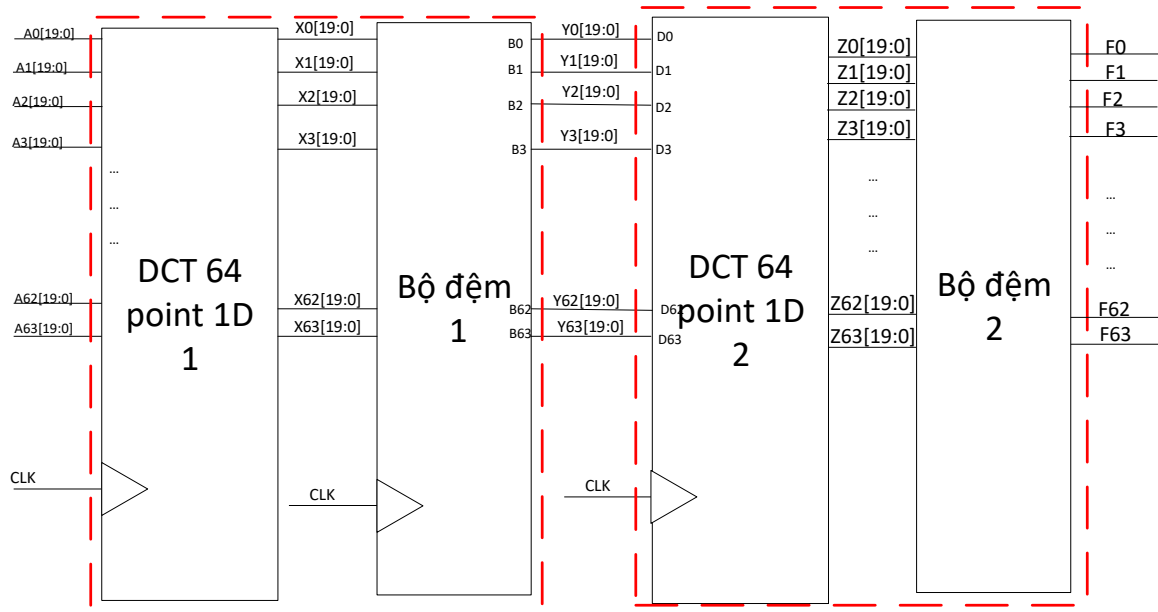 A0[19:0]
A1[19:0]
A2[19:0]
A3[19:0]
...
...
...
A62[19:0]
A63[19:0]
CLK
DCT 64
point 1D
1
X0[19:0]
X1[19:0]
X2[19:0]
X3[19:0]
X62[19:0]
X63[19:0]
CLK
Bộ đệm
1
B0
B1
B2
B3
B62
B63
Y0[19:0]
Y1[19:0]
Y2[19:0]
Y3[19:0]
Y62[19:0]
Y63[19:0]
CLK
D0
D1
D2
D3
D62
D63
DCT 64
point 1D
2
Z0[19:0]
Z1[19:0]
Z2[19:0]
Z3[19:0]
...
...
...
Z62[19:0]
Z63[19:0]
Bộ đệm
2
F0
F1
F2
F3
...
...
...
F62
F63